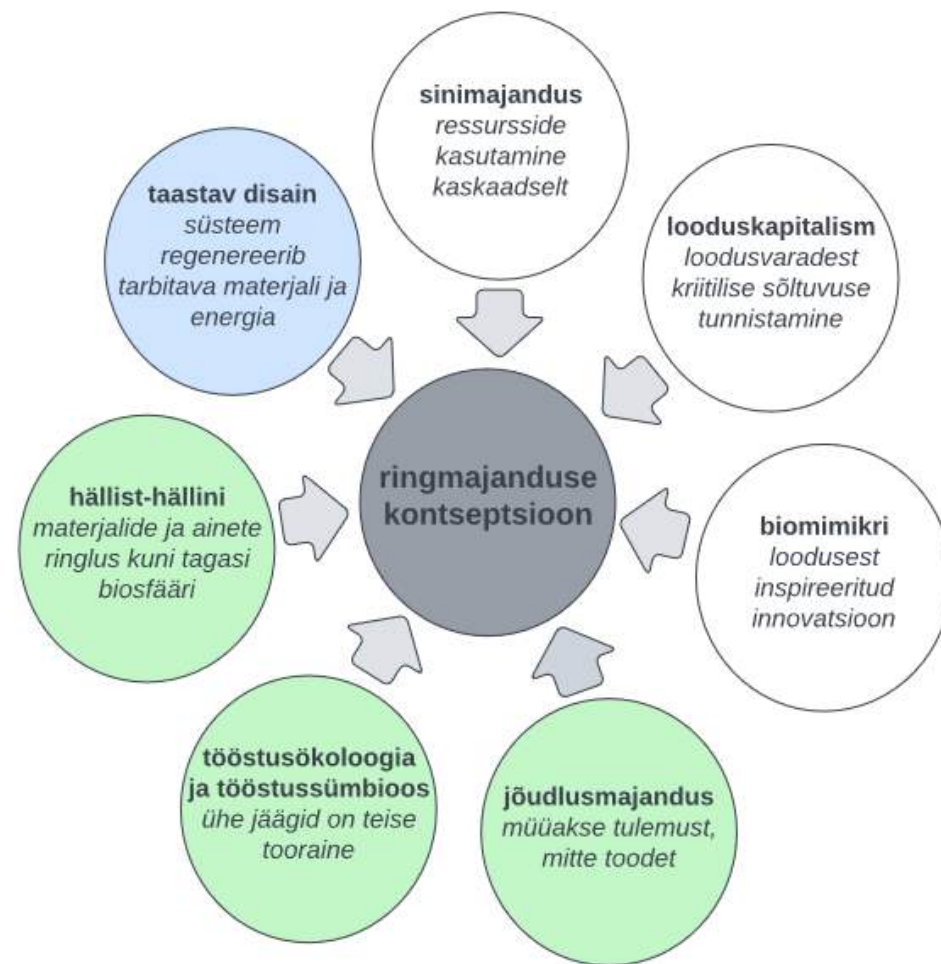 sinimajandus
ressursside
kasutamine
kaskaadselt
taastav disain
süsteem
regenereerib
tarbitava materjali ja
energia
looduskapitalism
loodusvaradest
kriitilise sõltuvuse
tunnistamine
ringmajanduse
kontseptsioon
hällist-hällini
materjalide ja ainete
ringlus kuni tagasi
biosfääri
biomimikri
loodusest
inspireeritud
innovatsioon
tööstusökoloogia
ja tööstussümbioos
ühe jäägid on teise
tooraine
jõudlusmajandus
müüakse tulemust,
mitte toodet